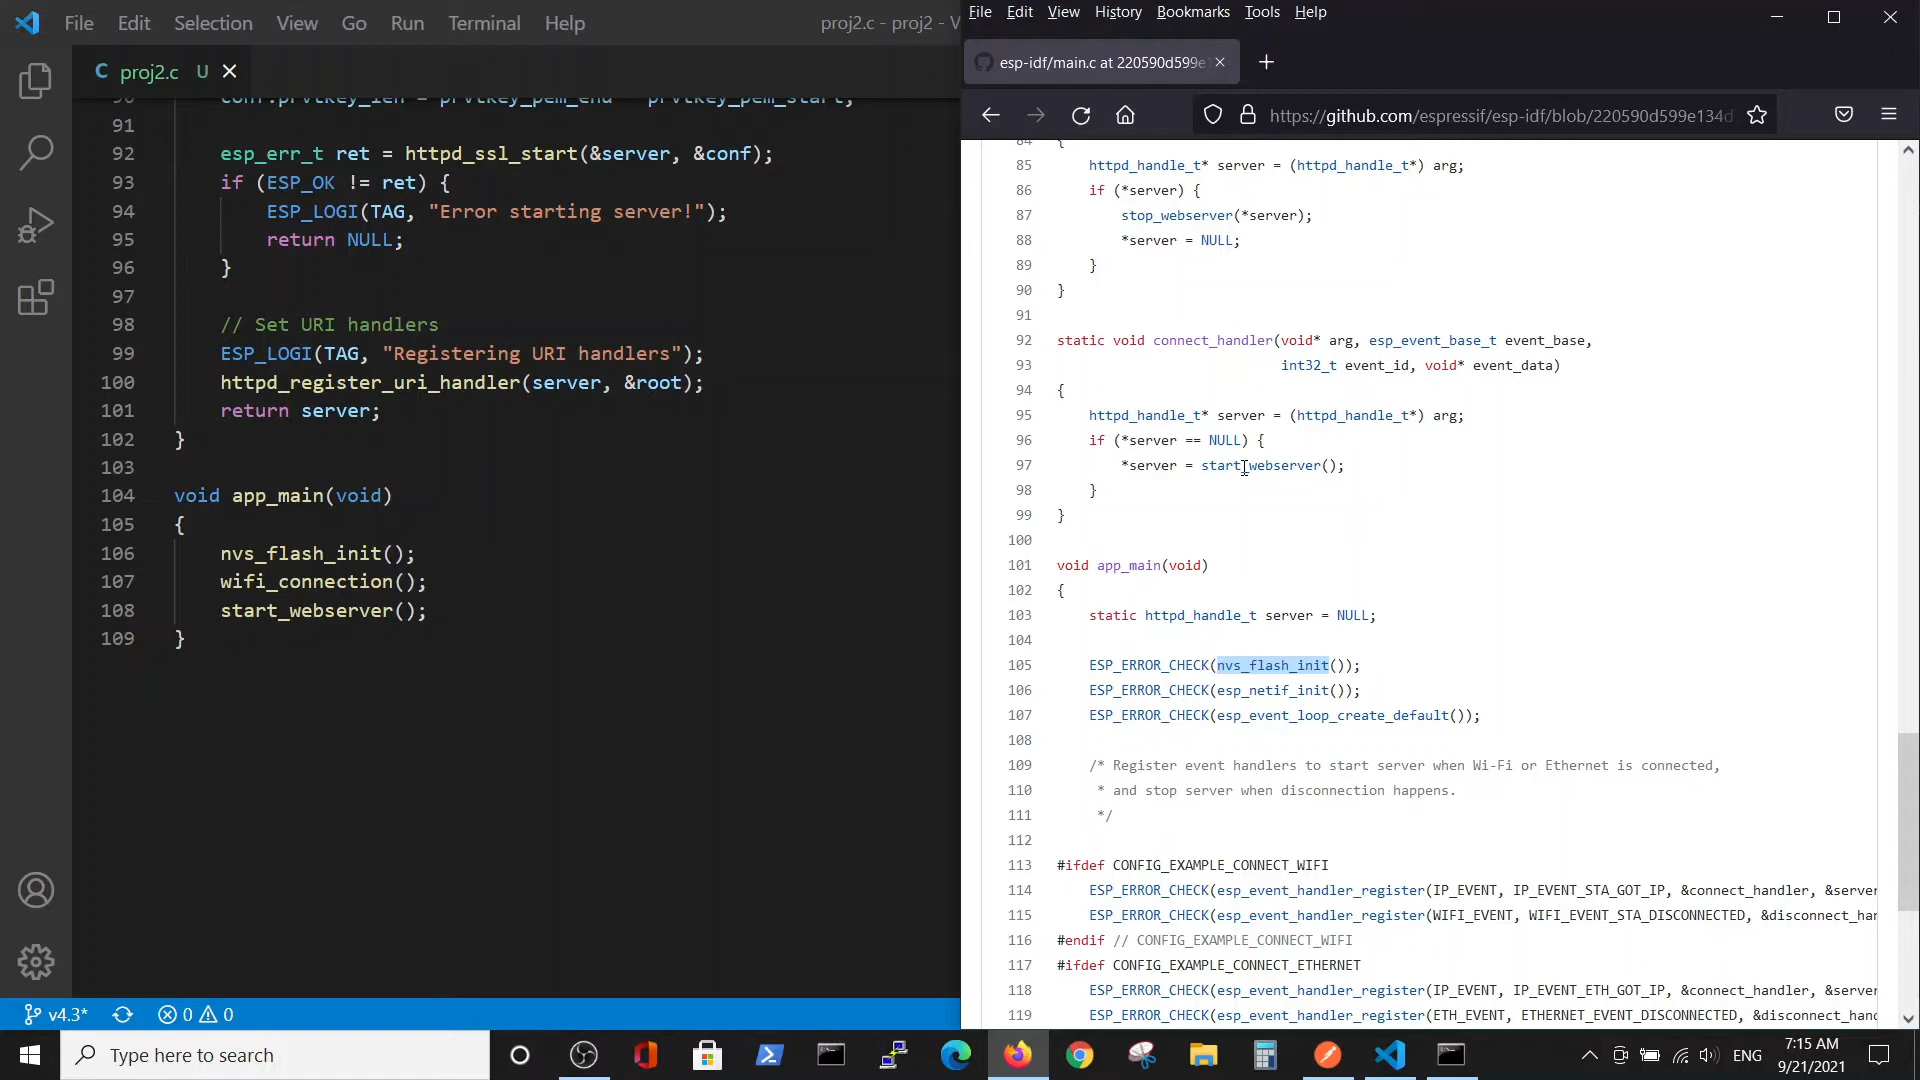 File Edit Selection View Go Run Terminal Help proj2.c - proj2 - V
C proj2.c U
conf.prvtkey_len = prvtkey_pem_end - prvtkey_pem_start;
91
92 esp_err_t ret = httpd_ssl_start(&server, &conf);
93 if (ESP_OK != ret) {
94 ESP_LOGI(TAG, "Error starting server!");
95 return NULL;
96 }
97
98 // Set URI handlers
99 ESP_LOGI(TAG, "Registering URI handlers");
100 httpd_register_uri_handler(server, &root);
101 return server;
102 }
103
104 void app_main(void)
105 {
106 nvs_flash_init();
107 wifi_connection();
108 start_webserver();
109 }
v4.3* 0 0
File Edit View History Bookmarks Tools Help
esp-idf/main.c at 220590d599e1
https://github.com/espressif/esp-idf/blob/220590d599e134d
84 {
85 httpd_handle_t* server = (httpd_handle_t*) arg;
86 if (*server) {
87 stop_webserver(*server);
88 *server = NULL;
89 }
90 }
91
92 static void connect_handler(void* arg, esp_event_base_t event_base,
93 int32_t event_id, void* event_data)
94 {
95 httpd_handle_t* server = (httpd_handle_t*) arg;
96 if (*server == NULL) {
97 *server = start_webserver();
98 }
99 }
100
101 void app_main(void)
102 {
103 static httpd_handle_t server = NULL;
104
105 ESP_ERROR_CHECK(nvs_flash_init());
106 ESP_ERROR_CHECK(esp_netif_init());
107 ESP_ERROR_CHECK(esp_event_loop_create_default());
108
109 /* Register event handlers to start server when Wi-Fi or Ethernet is connected,
110 * and stop server when disconnection happens.
111 */
112
113 #ifdef CONFIG_EXAMPLE_CONNECT_WIFI
114 ESP_ERROR_CHECK(esp_event_handler_register(IP_EVENT, IP_EVENT_STA_GOT_IP, &connect_handler, &server
115 ESP_ERROR_CHECK(esp_event_handler_register(WIFI_EVENT, WIFI_EVENT_STA_DISCONNECTED, &disconnect_han
116 #endif // CONFIG_EXAMPLE_CONNECT_WIFI
117 #ifdef CONFIG_EXAMPLE_CONNECT_ETHERNET
118 ESP_ERROR_CHECK(esp_event_handler_register(IP_EVENT, IP_EVENT_ETH_GOT_IP, &connect_handler, &server
119 ESP_ERROR_CHECK(esp_event_handler_register(ETH_EVENT, ETHERNET_EVENT_DISCONNECTED, &disconnect_hand
Type here to search
ENG
7:15 AM
9/21/2021